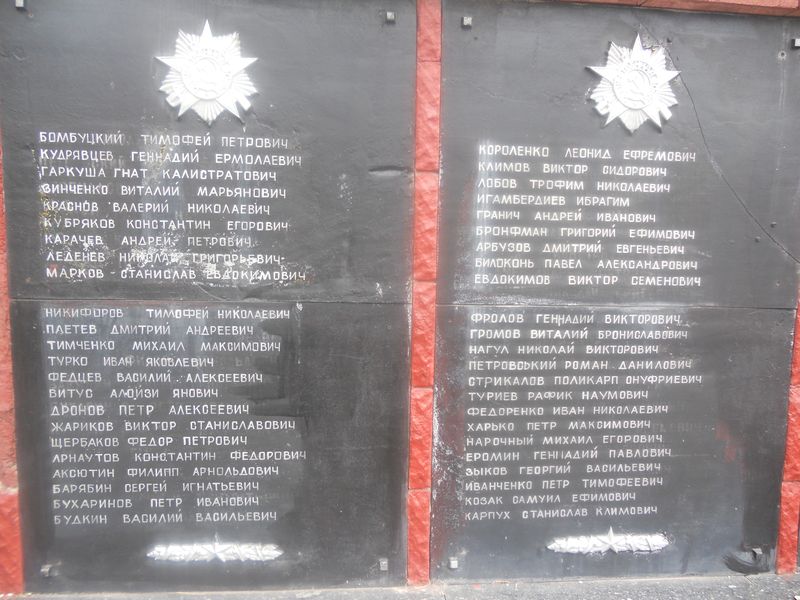 БОМБУЦКИЙ ТИМОФЕЙ ПЕТРОВИЧ
КУДРЯВЦЕВ ГЕННАДИЙ ЕРМОЛАЕВИЧ
ГАРКУША ГНАТ КАЛИСТРАТОВИЧ
ЗИНЧЕНКО ВИТАЛИЙ МАРЬЯНОВИЧ
КРАСНОВ ВАЛЕРИЙ НИКОЛАЕВИЧ
КУБРЯКОВ КОНСТАНТИН ЕГОРОВИЧ
КАРАЧЕВ АНДРЕЙ ПЕТРОВИЧ
ЛЕДЕНЕВ НИКОЛАЙ ГРИГОРЬЕВИЧ
МАРКОВ СТАНИСЛАВ ЕВДОКИМОВИЧ
НИКИФОРОВ ТИМОФЕЙ НИКОЛАЕВИЧ
ПЛЕТЕВ ДМИТРИЙ АНДРЕЕВИЧ
ТИМЧЕНКО МИХАИЛ МАКСИМОВИЧ
ТУРКО ИВАН ЯКОВЛЕВИЧ
ФЕДЦЕВ ВАСИЛИЙ АЛЕКСЕЕВИЧ
ВИТУС АЛОЙЗИ ЯНОВИЧ
ДРОНОВ ПЕТР АЛЕКСЕЕВИЧ
ЖАРИКОВ ВИКТОР СТАНИСЛАВОВИЧ
ЩЕРБАКОВ ФЕДОР ПЕТРОВИЧ
АРНАУТОВ КОНСТАНТИН ФЕДОРОВИЧ
АКСЮТИН ФИЛИПП АРНОЛЬДОВИЧ
БАРЯБИН СЕРГЕЙ ИГНАТЬЕВИЧ
БУХАРИНОВ ПЕТР ИВАНОВИЧ
БУДКИН ВАСИЛИЙ ВАСИЛЬЕВИЧ
КОРОЛЕНКО ЛЕОНИД ЕФРЕМОВИЧ
КЛИМОВ ВИКТОР СИДОРОВИЧ
ЛОБОВ ТРОФИМ НИКОЛАЕВИЧ
ИГАМБЕРДИЕВ ИБРАГИМ
ГРАНИЧ АНДРЕЙ ИВАНОВИЧ
БРОНФМАН ГРИГОРИЙ ЕФИМОВИЧ
АРБУЗОВ ДМИТРИЙ ЕВГЕНЬЕВИЧ
БИЛОКОНЬ ПАВЕЛ АЛЕКСАНДРОВИЧ
ЕВДОКИМОВ ВИКТОР СЕМЕНОВИЧ
ФРОЛОВ ГЕННАДИЙ ВИКТОРОВИЧ
ГРОМОВ ВИТАЛИЙ БРОНИСЛАВОВИЧ
НАГУЛ НИКОЛАЙ ВИКТОРОВИЧ
ПЕТРОВСЬКИЙ РОМАН ДАНИЛОВИЧ
СТРИКАЛОВ ПОЛИКАРП ОНУФРИЕВИЧ
ТУРИЕВ РАФИК НАУМОВИЧ
ФЕДОРЕНКО ИВАН НИКОЛАЕВИЧ
ХАРЬКО ПЕТР МАКСИМОВИЧ
НАРОЧНЫЙ МИХАИЛ ЕГОРОВИЧ
ЕРОМИН ГЕННАДИЙ ПАВЛОВИЧ
ЗЫКОВ ГЕОРГИЙ ВАСИЛЬЕВИЧ
ИВАНЧЕНКО ПЕТР ТИМОФЕЕВИЧ
КОЗАК САМУИЛ ЕФИМОВИЧ
КАРПУХ СТАНИСЛАВ КЛИМОВИЧ